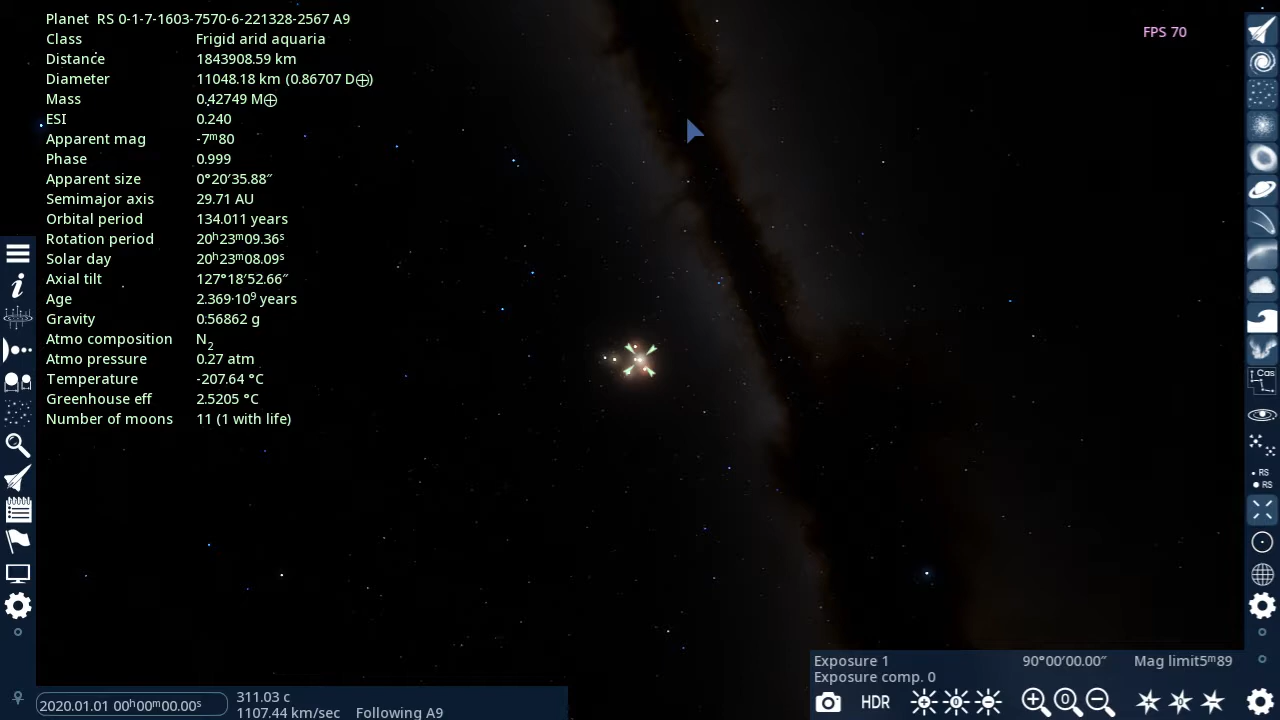 Planet RS 0-1-7-1603-7570-6-221328-2567 A9
Class Frigid arid aquaria
Distance 1843908.59 km
Diameter 11048.18 km (0.86707 D⊕)
Mass 0.42749 M⊕
ESI 0.240
Apparent mag -7ᵐ80
Phase 0.999
Apparent size 0°20′35.88″
Semimajor axis 29.71 AU
Orbital period 134.011 years
Rotation period 20ʰ23ᵐ09.36ˢ
Solar day 20ʰ23ᵐ08.09ˢ
Axial tilt 127°18′52.66″
Age 2.369·10⁹ years
Gravity 0.56862 g
Atmo composition N₂
Atmo pressure 0.27 atm
Temperature -207.64 °C
Greenhouse eff 2.5205 °C
Number of moons 11 (1 with life)
FPS 70
Cas
RS
RS
Exposure 1 90°00′00.00″ Mag limit5ᵐ89
Exposure comp. 0
HDR
2020.01.01 00ʰ00ᵐ00.00ˢ
311.03 c
1107.44 km/sec Following A9